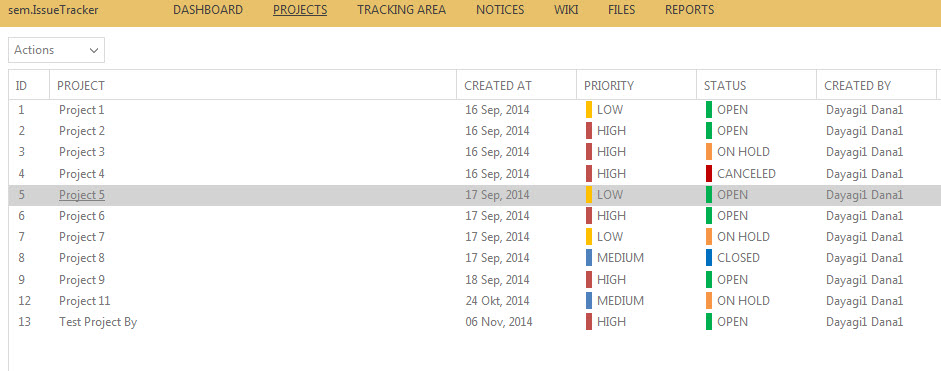 sem.IssueTracker DASHBOARD PROJECTS TRACKING AREA NOTICES WIKI FILES REPORTS
Actions
ID PROJECT CREATED AT PRIORITY STATUS CREATED BY
1 Project 1 16 Sep, 2014 LOW OPEN Dayagi1 Dana1
2 Project 2 16 Sep, 2014 HIGH OPEN Dayagi1 Dana1
3 Project 3 16 Sep, 2014 HIGH ON HOLD Dayagi1 Dana1
4 Project 4 16 Sep, 2014 HIGH CANCELED Dayagi1 Dana1
5 Project 5 17 Sep, 2014 LOW OPEN Dayagi1 Dana1
6 Project 6 17 Sep, 2014 HIGH OPEN Dayagi1 Dana1
7 Project 7 17 Sep, 2014 LOW ON HOLD Dayagi1 Dana1
8 Project 8 17 Sep, 2014 MEDIUM CLOSED Dayagi1 Dana1
9 Project 9 18 Sep, 2014 HIGH OPEN Dayagi1 Dana1
12 Project 11 24 Okt, 2014 MEDIUM ON HOLD Dayagi1 Dana1
13 Test Project By 06 Nov, 2014 HIGH OPEN Dayagi1 Dana1